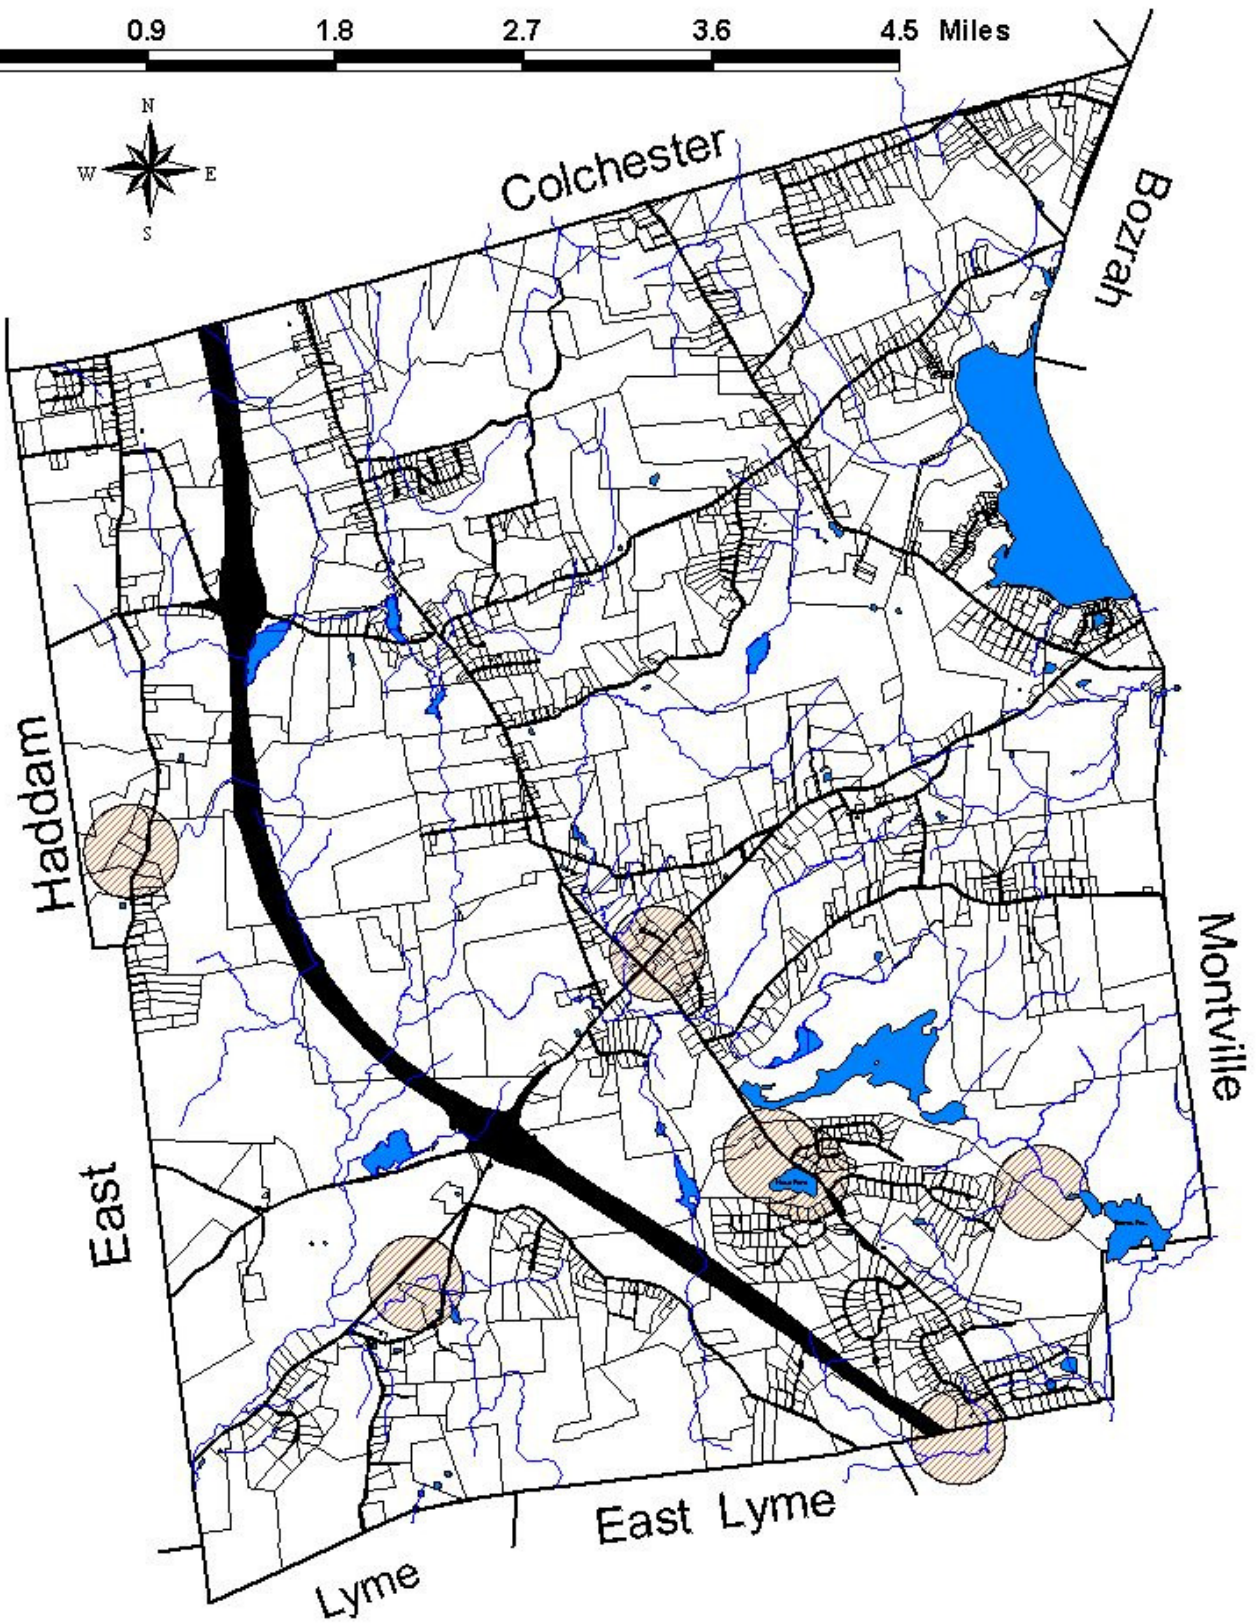 0.9 1.8 2.7 3.6 4.5 Miles
N
W E
S
Colchester
Bozrah
Haddam
Montville
East
East Lyme
Lyme